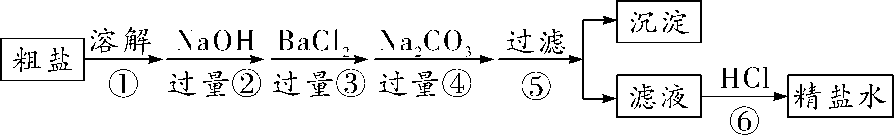 粗盐 溶解 ① NaOH 过量② BaCl₂ 过量③ Na₂CO₃ 过量④ 过滤 ⑤ 沉淀
滤液 HCl ⑥ 精盐水